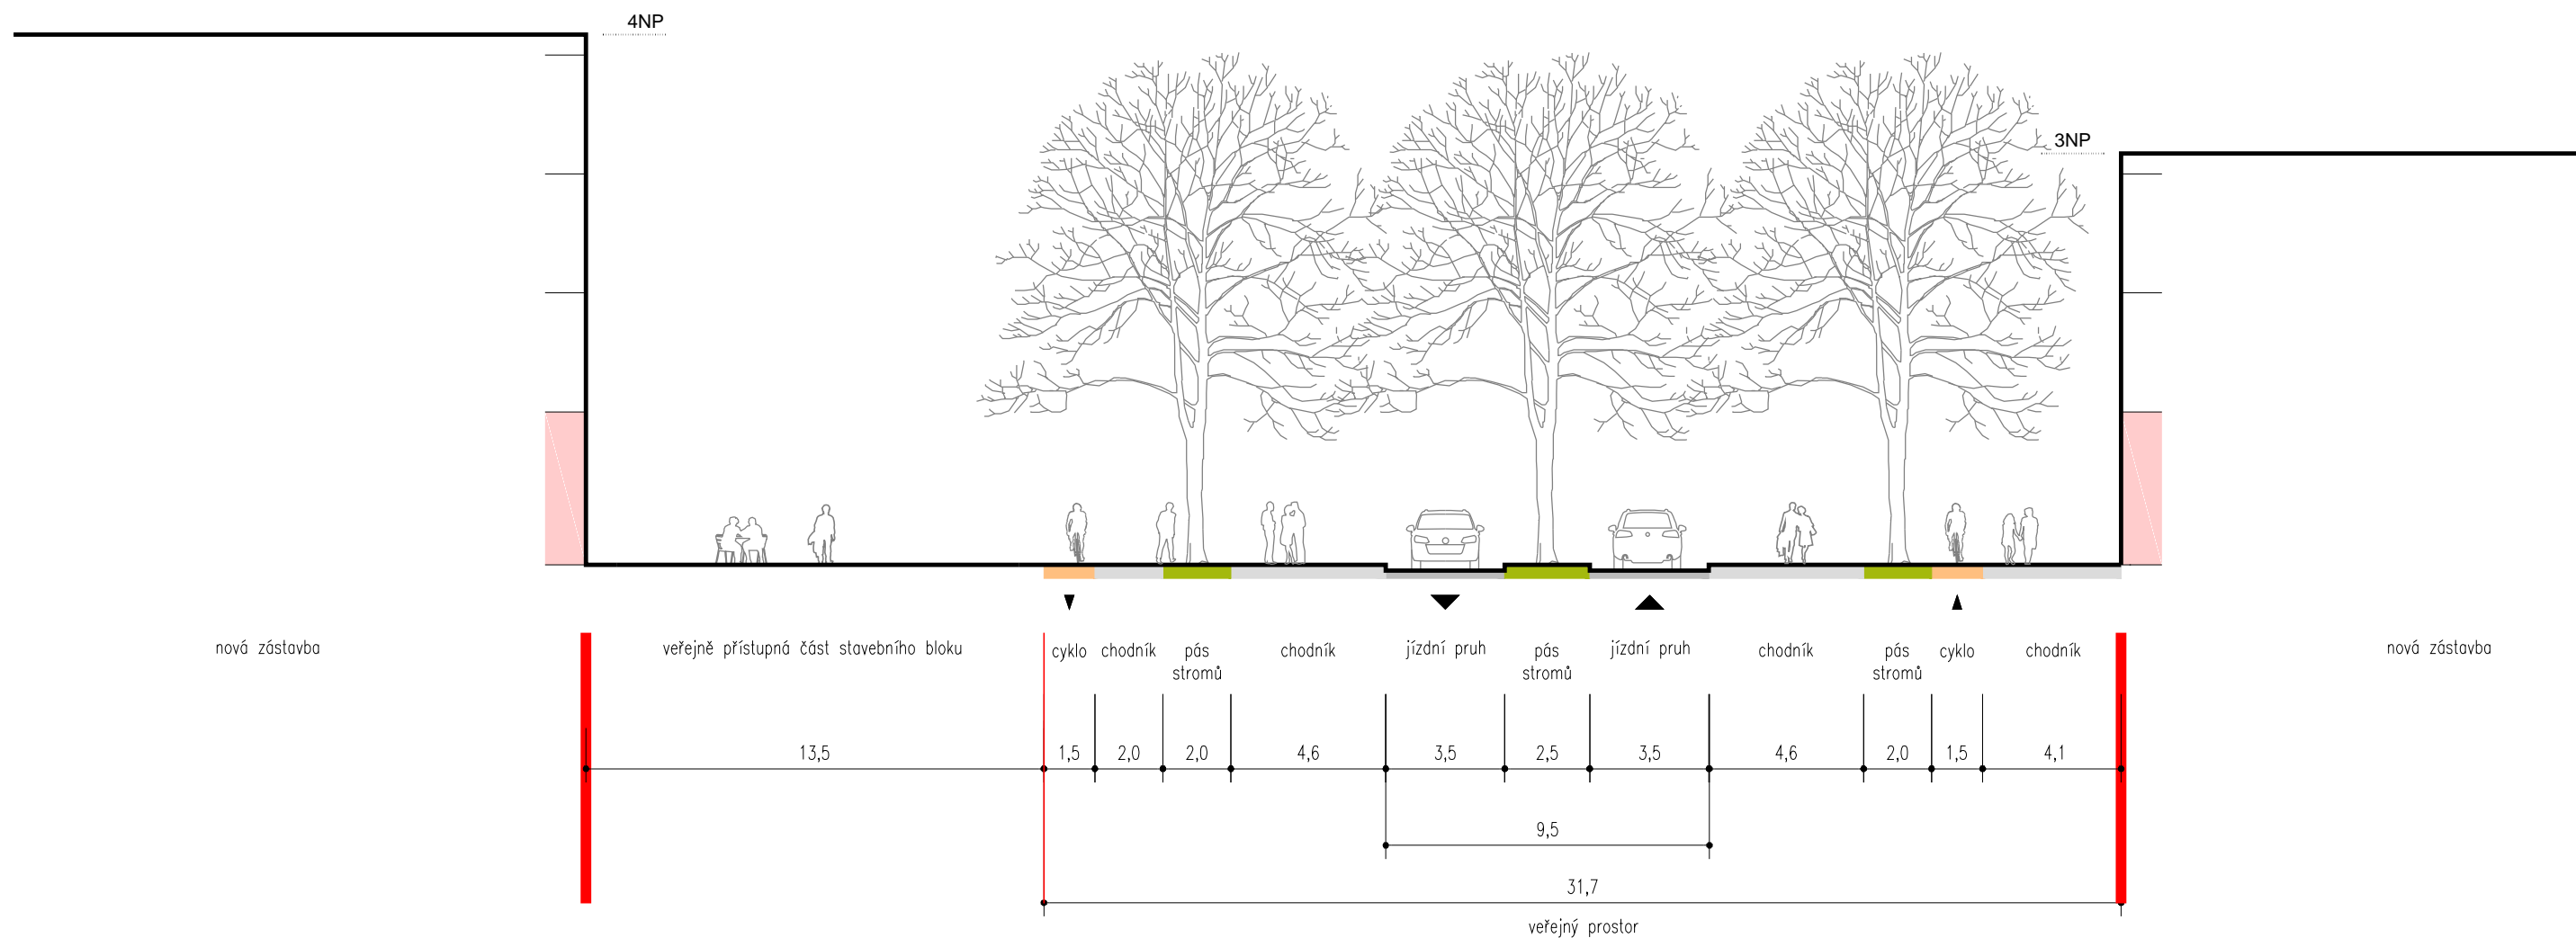 4NP
3NP
nová zástavba
veřejně přístupná část stavebního bloku
cyklo
chodník
pás
stromů
chodník
jízdní pruh
pás
stromů
jízdní pruh
chodník
pás
stromů
cyklo
chodník
nová zástavba
13,5
1,5
2,0
2,0
4,6
3,5
2,5
3,5
4,6
2,0
1,5
4,1
9,5
31,7
veřejný prostor